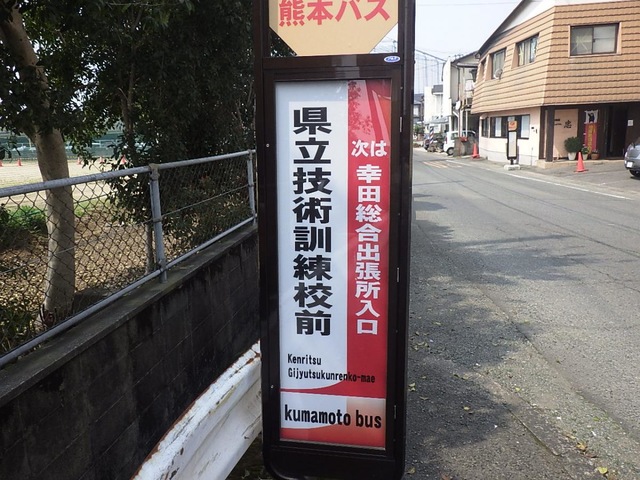 熊本バス
県立技術訓練校前
次は 幸田総合出張所入口
Kenritsu
Gijyutsukunrenko-mae
kumamoto bus